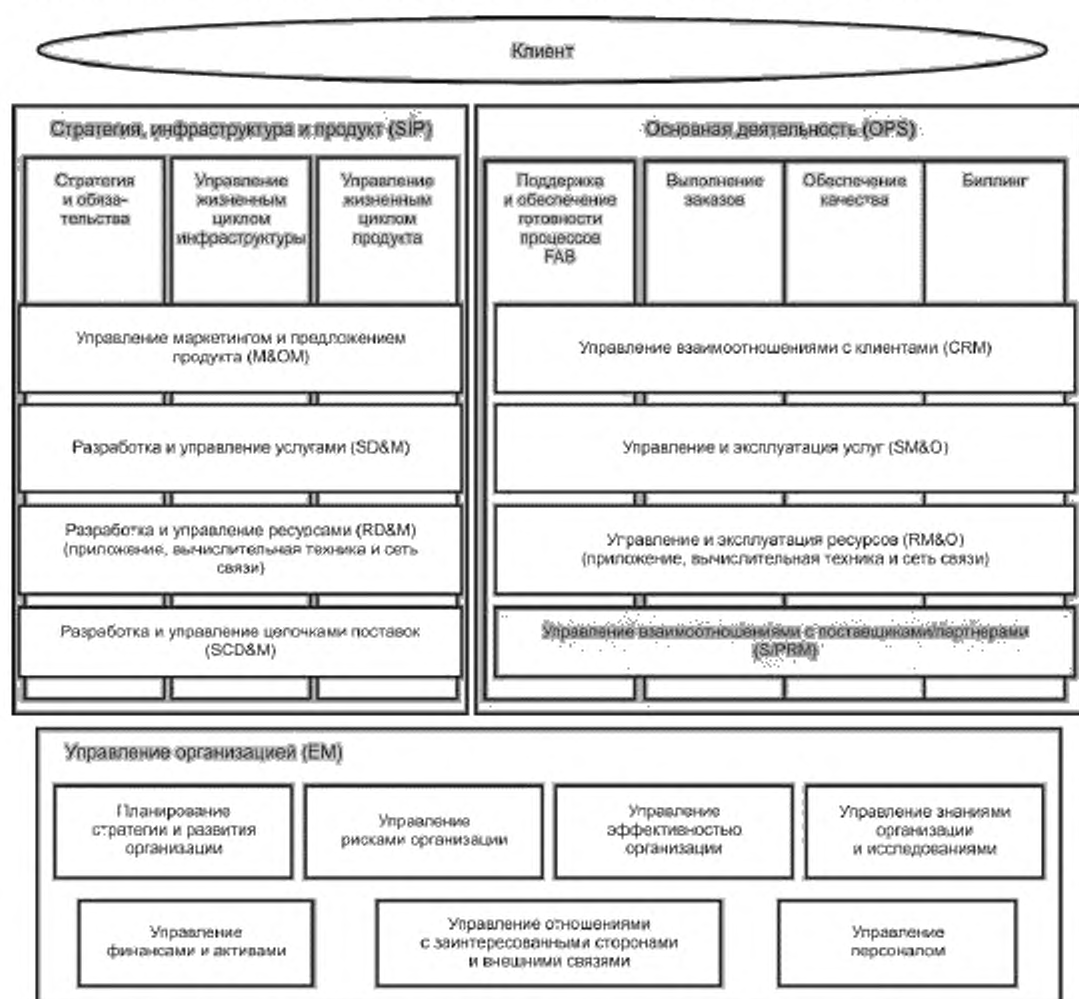 Клиент
Стратегия, инфраструктура и продукт (SIP)
Стратегия
и обяза-
тельства
Управление
жизненным
циклом
инфраструктуры
Управление
жизненным
циклом
продукта
Управление маркетингом и предложением
продукта (M&OM)
Разработка и управление услугами (SD&M)
Разработка и управление ресурсами (RD&M)
(приложение, вычислительная техника и сеть
связи)
Разработка и управление цепочками поставок
(SCD&M)
Основная деятельность (OPS)
Поддержка
и обеспечение
готовности
процессов
FAB
Выполнение
заказов
Обеспечение
качества
Биллинг
Управление взаимоотношениями с клиентами (CRM)
Управление и эксплуатация услуг (SM&O)
Управление и эксплуатация ресурсов (RM&O)
(приложение, вычислительная техника и сеть связи)
Управление взаимоотношениями с поставщиками/партнерами
(S/PRM)
Управление организацией (EM)
Планирование
стратегии и развития
организации
Управление
рисками организации
Управление
эффективностью
организации
Управление знаниями
организации
и исследованиями
Управление
финансами и активами
Управление отношениями
с заинтересованными сторонами
и внешними связями
Управление
персоналом